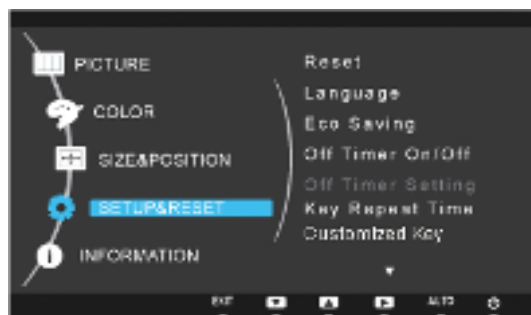 PICTURE
COLOR
SIZE&POSITION
SETUP&RESET
INFORMATION
Reset
Language
Eco Saving
Off Timer On/Off
Off Timer Setting
Key Repeat Time
Customized Key
EXIT
AUTO